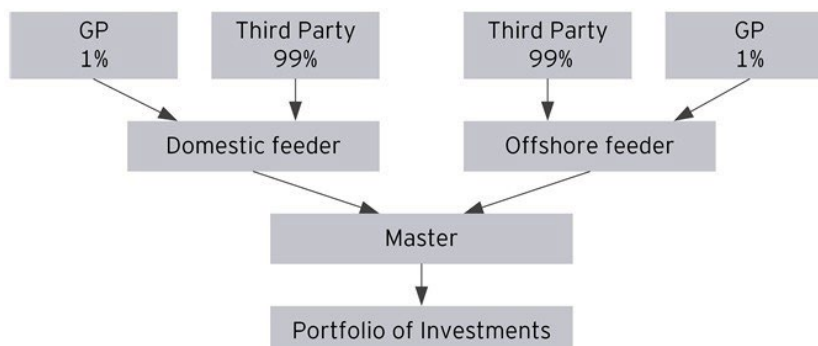 GP
1%
Third Party
99%
Third Party
99%
GP
1%
Domestic feeder
Offshore feeder
Master
Portfolio of Investments